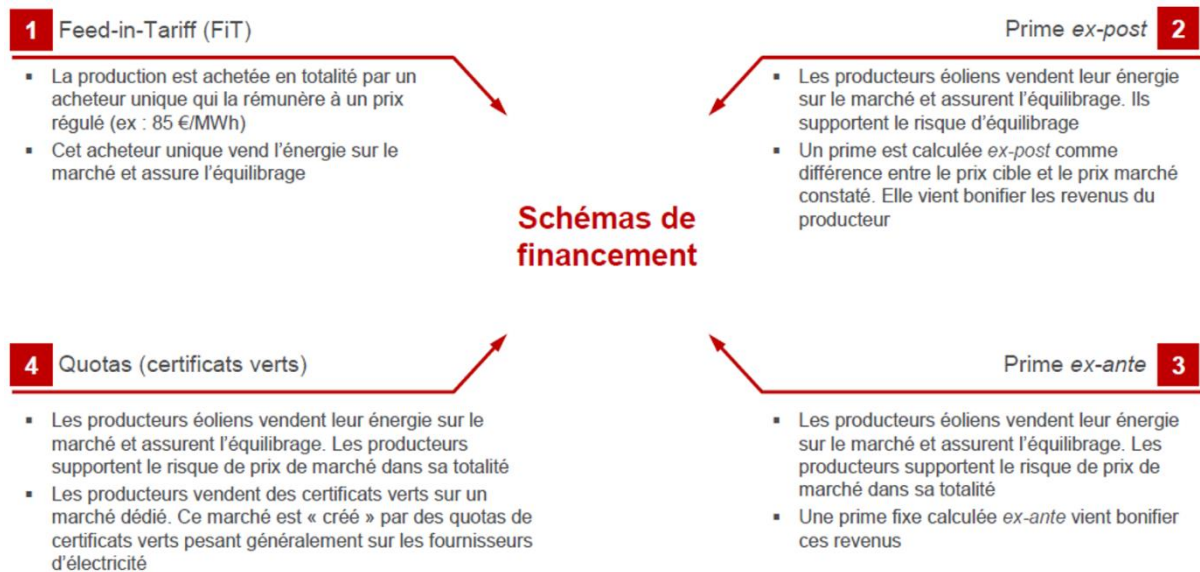 1 Feed-in-Tariff (FiT)
▪ La production est achetée en totalité par un
acheteur unique qui la rémunère à un prix
régulé (ex : 85 €/MWh)
▪ Cet acheteur unique vend l’énergie sur le
marché et assure l’équilibrage
Prime ex-post 2
▪ Les producteurs éoliens vendent leur énergie
sur le marché et assurent l’équilibrage. Ils
supportent le risque d’équilibrage
▪ Un prime est calculée ex-post comme
différence entre le prix cible et le prix marché
constaté. Elle vient bonifier les revenus du
producteur
Schémas de
financement
4 Quotas (certificats verts)
▪ Les producteurs éoliens vendent leur énergie sur le
marché et assurent l’équilibrage. Les producteurs
supportent le risque de prix de marché dans sa totalité
▪ Les producteurs vendent des certificats verts sur un
marché dédié. Ce marché est « créé » par des quotas de
certificats verts pesant généralement sur les fournisseurs
d’électricité
Prime ex-ante 3
▪ Les producteurs éoliens vendent leur énergie
sur le marché et assurent l’équilibrage. Les
producteurs supportent le risque de prix de
marché dans sa totalité
▪ Une prime fixe calculée ex-ante vient bonifier
ces revenus